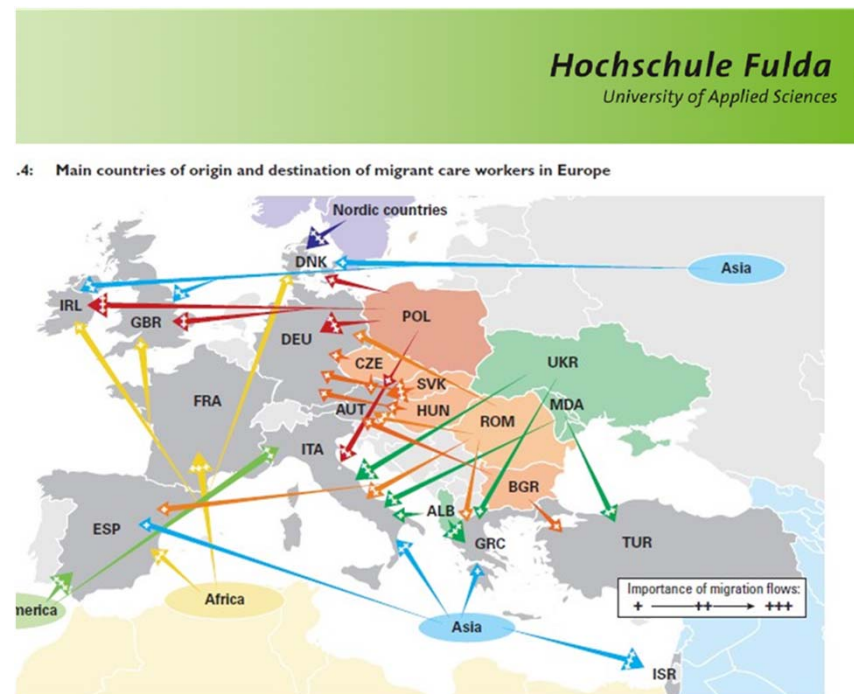 Hochschule Fulda
University of Applied Sciences
.4: Main countries of origin and destination of migrant care workers in Europe
Nordic countries
DNK
Asia
IRL
GBR
POL
DEU
UKR
CZE
SVK
MDA
FRA
AUT
HUN
ROM
ITA
BGR
ALB
ESP
GRC
TUR
Importance of migration flows:
+ ++ +++
Africa
merica
Asia
ISR